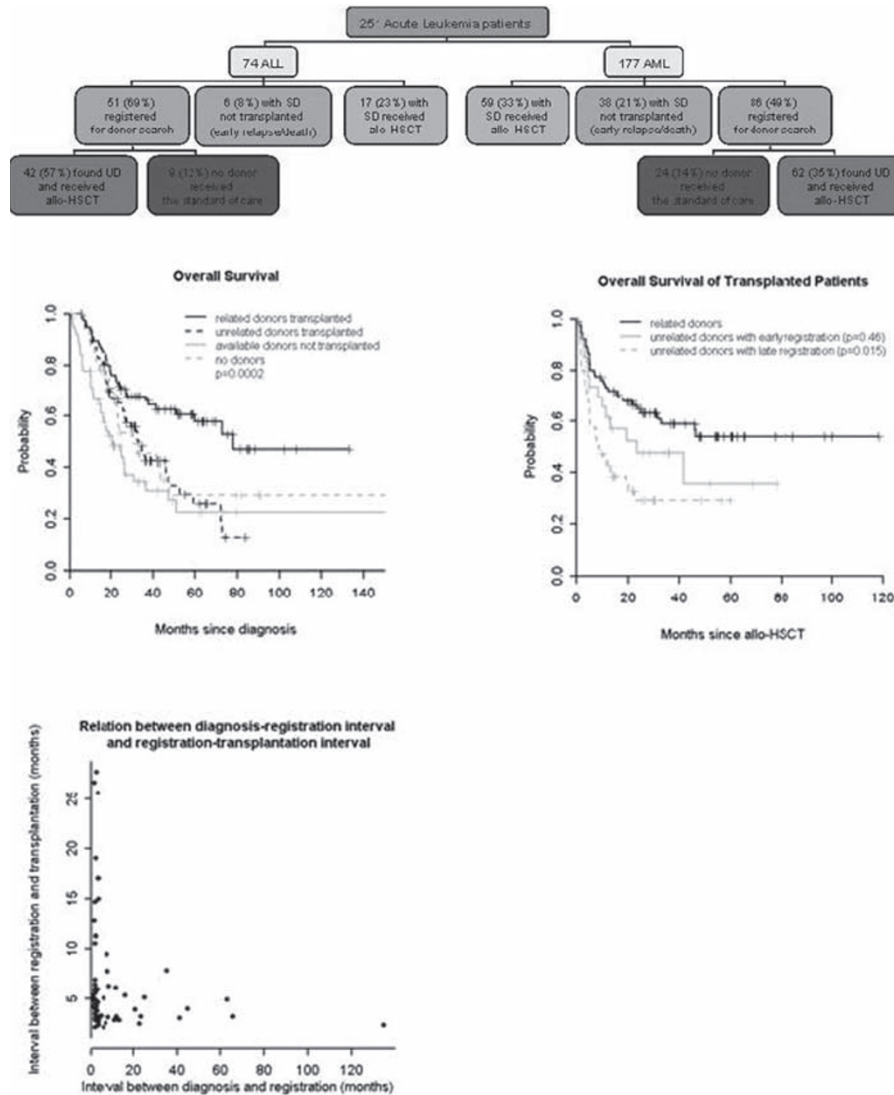 251 Acute Leukemia patients
74 ALL
177 AML
51 (69%)
registered
for donor search
6 (8%) with SD
not transplanted
(early relapse/death)
17 (23%) with
SD received
allo-HSCT
59 (33%) with
SD received
allo-HSCT
38 (21%) with SD
not transplanted
(early relapse/death)
86 (49%)
registered
for donor search
42 (57%) found UD
and received
allo-HSCT
9 (12%) no donor
received
the standard of care
24 (14%) no donor
received
the standard of care
62 (35%) found UD
and received
allo-HSCT
Overall Survival
related donors transplanted
unrelated donors transplanted
available donors not transplanted
no donors
p=0.0002
Probability
1.0
0.8
0.6
0.4
0.2
0.0
0 20 40 60 80 100 120 140
Months since diagnosis
Overall Survival of Transplanted Patients
related donors
unrelated donors with early registration (p=0.46)
unrelated donors with late registration (p=0.015)
Probability
1.0
0.8
0.6
0.4
0.2
0.0
0 20 40 60 80 100 120
Months since allo-HSCT
Relation between diagnosis-registration interval
and registration-transplantation interval
Interval between registration and transplantation (months)
25
20
15
10
5
0 20 40 60 80 100 120
Interval between diagnosis and registration (months)